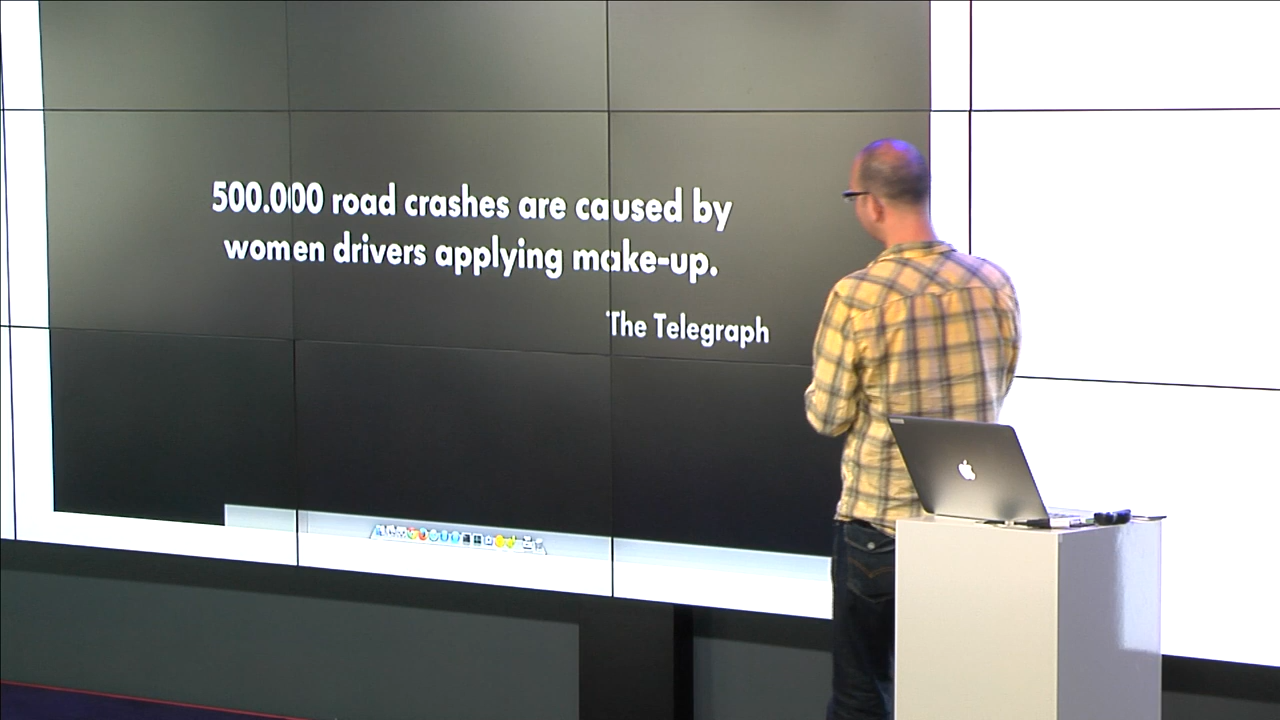 500.000 road crashes are caused by
women drivers applying make-up.
The Telegraph